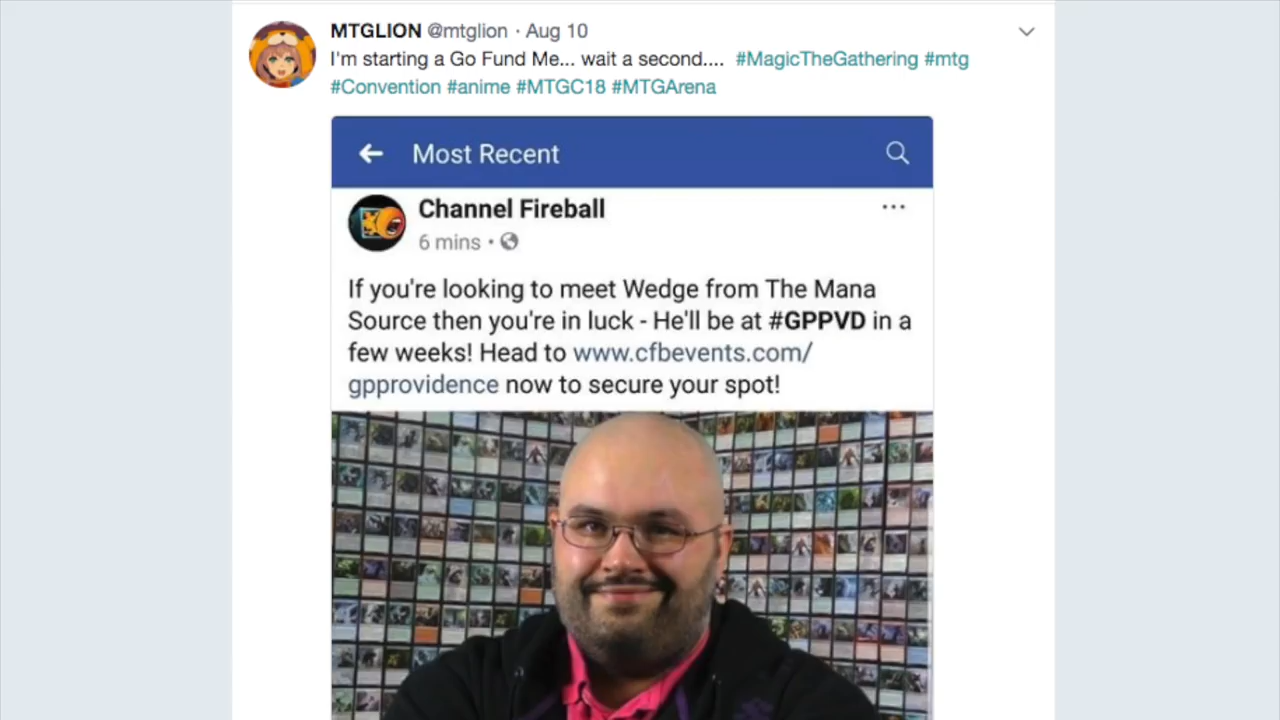 MTGLION @mtglion · Aug 10
I'm starting a Go Fund Me... wait a second.... #MagicTheGathering #mtg
#Convention #anime #MTGC18 #MTGArena
Most Recent
Channel Fireball
6 mins •
If you're looking to meet Wedge from The Mana
Source then you're in luck - He'll be at #GPPVD in a
few weeks! Head to www.cfbevents.com/
gpprovidence now to secure your spot!